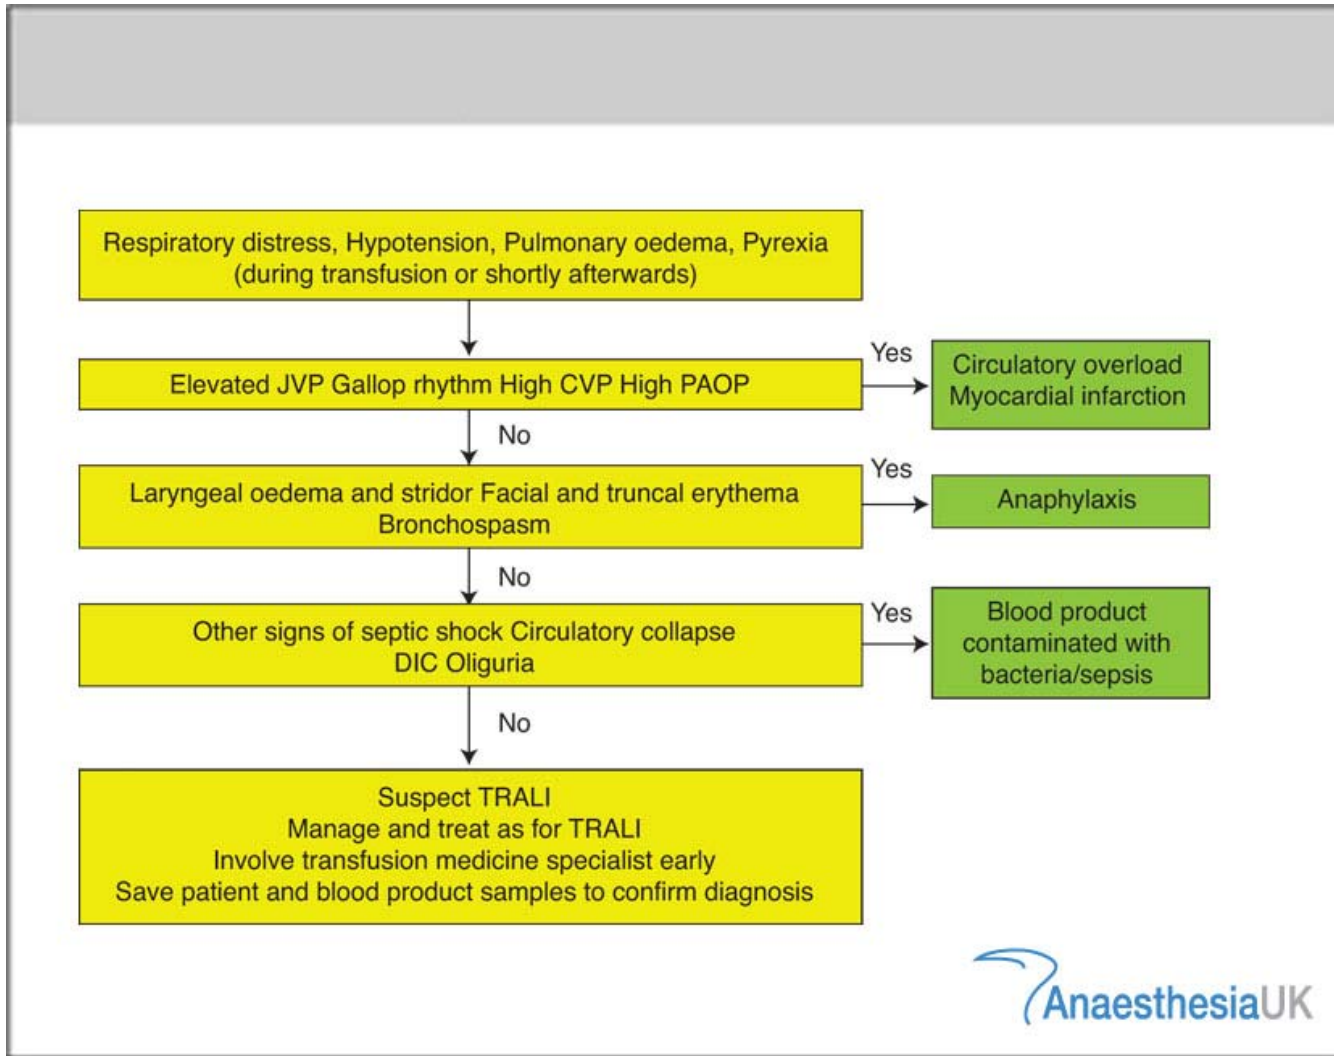 Respiratory distress, Hypotension, Pulmonary oedema, Pyrexia
(during transfusion or shortly afterwards)
Yes
Elevated JVP Gallop rhythm High CVP High PAOP
Circulatory overload
Myocardial infarction
No
Yes
Laryngeal oedema and stridor Facial and truncal erythema
Bronchospasm
Anaphylaxis
No
Yes
Other signs of septic shock Circulatory collapse
DIC Oliguria
Blood product
contaminated with
bacteria/sepsis
No
Suspect TRALI
Manage and treat as for TRALI
Involve transfusion medicine specialist early
Save patient and blood product samples to confirm diagnosis
AnaesthesiaUK